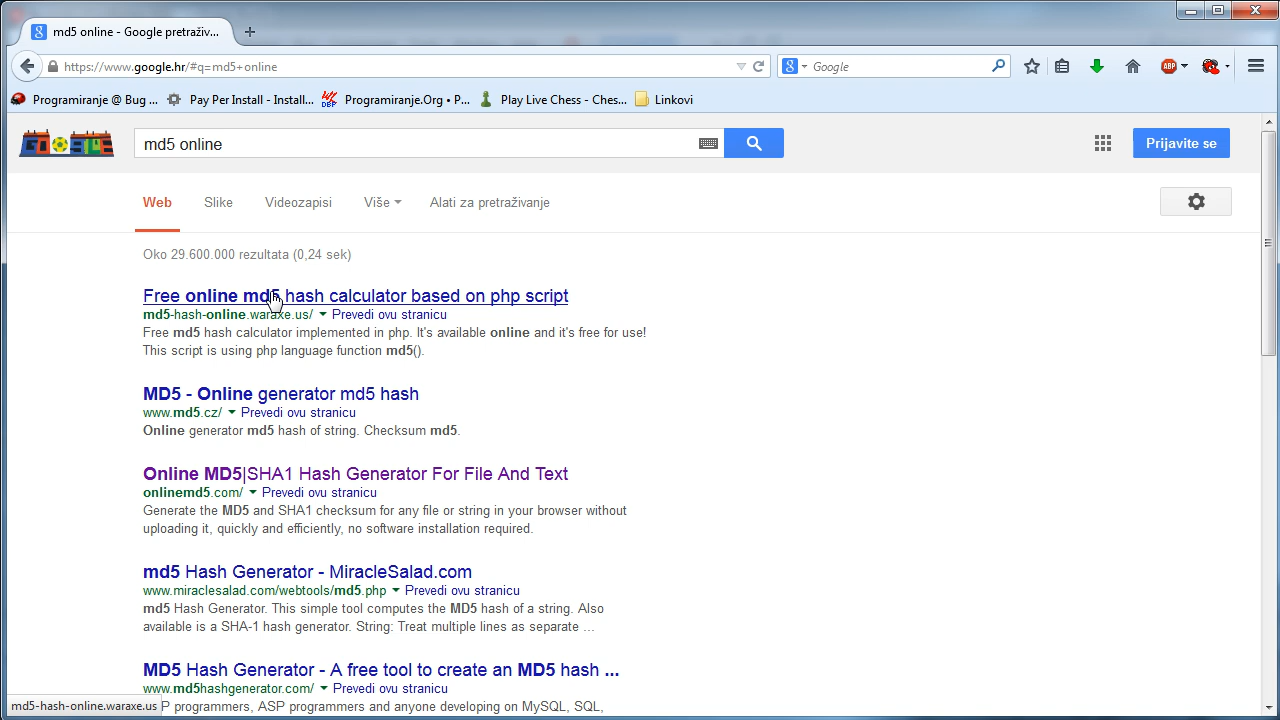 md5 online - Google pretraživ...
https://www.google.hr/#q=md5+online
Google
Programiranje @ Bug ...
Pay Per Install - Install...
Programiranje.Org • P...
Play Live Chess - Ches...
Linkovi
GOOGLE
md5 online
Prijavite se
Web
Slike
Videozapisi
Više
Alati za pretraživanje
Oko 29.600.000 rezultata (0,24 sek)
Free online md5 hash calculator based on php script
md5-hash-online.waraxe.us/ Prevedi ovu stranicu
Free md5 hash calculator implemented in php. It's available online and it's free for use!
This script is using php language function md5().
MD5 - Online generator md5 hash
www.md5.cz/ Prevedi ovu stranicu
Online generator md5 hash of string. Checksum md5.
Online MD5|SHA1 Hash Generator For File And Text
onlinemd5.com/ Prevedi ovu stranicu
Generate the MD5 and SHA1 checksum for any file or string in your browser without
uploading it, quickly and efficiently, no software installation required.
md5 Hash Generator - MiracleSalad.com
www.miraclesalad.com/webtools/md5.php Prevedi ovu stranicu
md5 Hash Generator. This simple tool computes the MD5 hash of a string. Also
available is a SHA-1 hash generator. String: Treat multiple lines as separate ...
MD5 Hash Generator - A free tool to create an MD5 hash ...
www.md5hashgenerator.com/ Prevedi ovu stranicu
P programmers, ASP programmers and anyone developing on MySQL, SQL,
md5-hash-online.waraxe.us